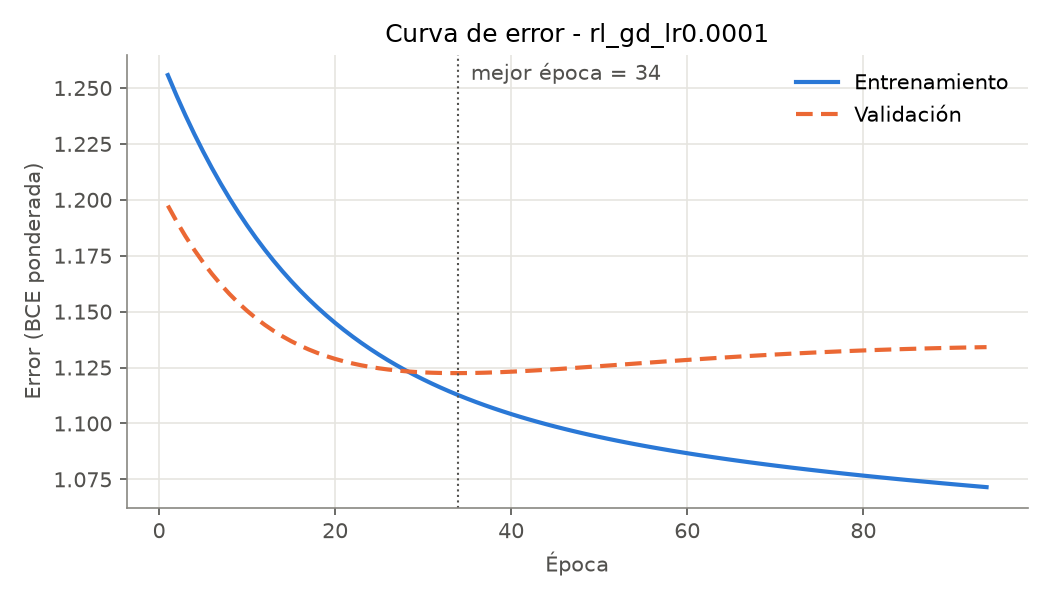 Curva de error - rl_gd_lr0.0001
mejor época = 34
Entrenamiento
Validación
Error (BCE ponderada)
1.250
1.225
1.200
1.175
1.150
1.125
1.100
1.075
0
20
40
60
80
Época